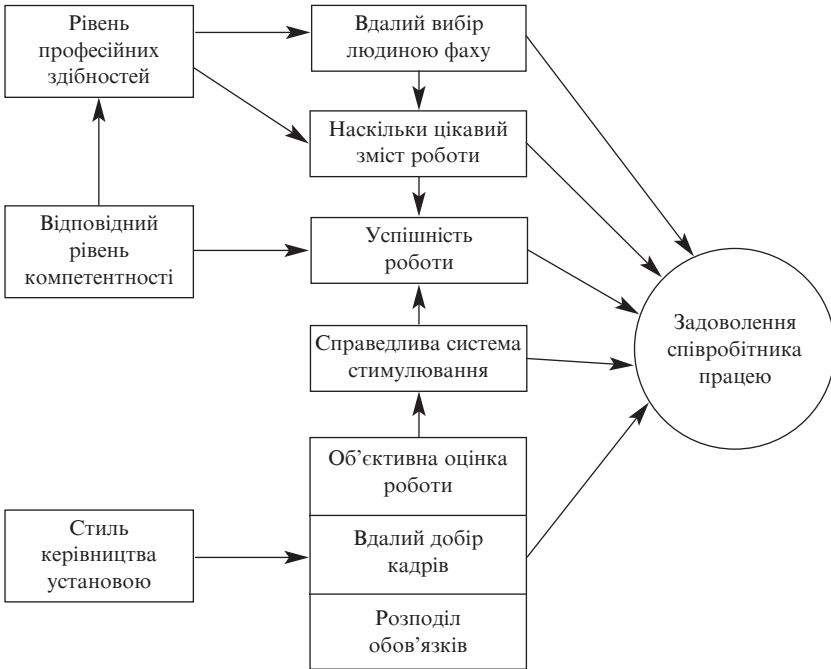 Рівень
професійних
здібностей
Вдалий вибір
людиною фаху
Наскільки цікавий
зміст роботи
Відповідний
рівень
компетентності
Успішність
роботи
Справедлива система
стимулювання
Задоволення
співробітника
працею
Об’єктивна оцінка
роботи
Стиль
керівництва
установою
Вдалий добір
кадрів
Розподіл
обов’язків